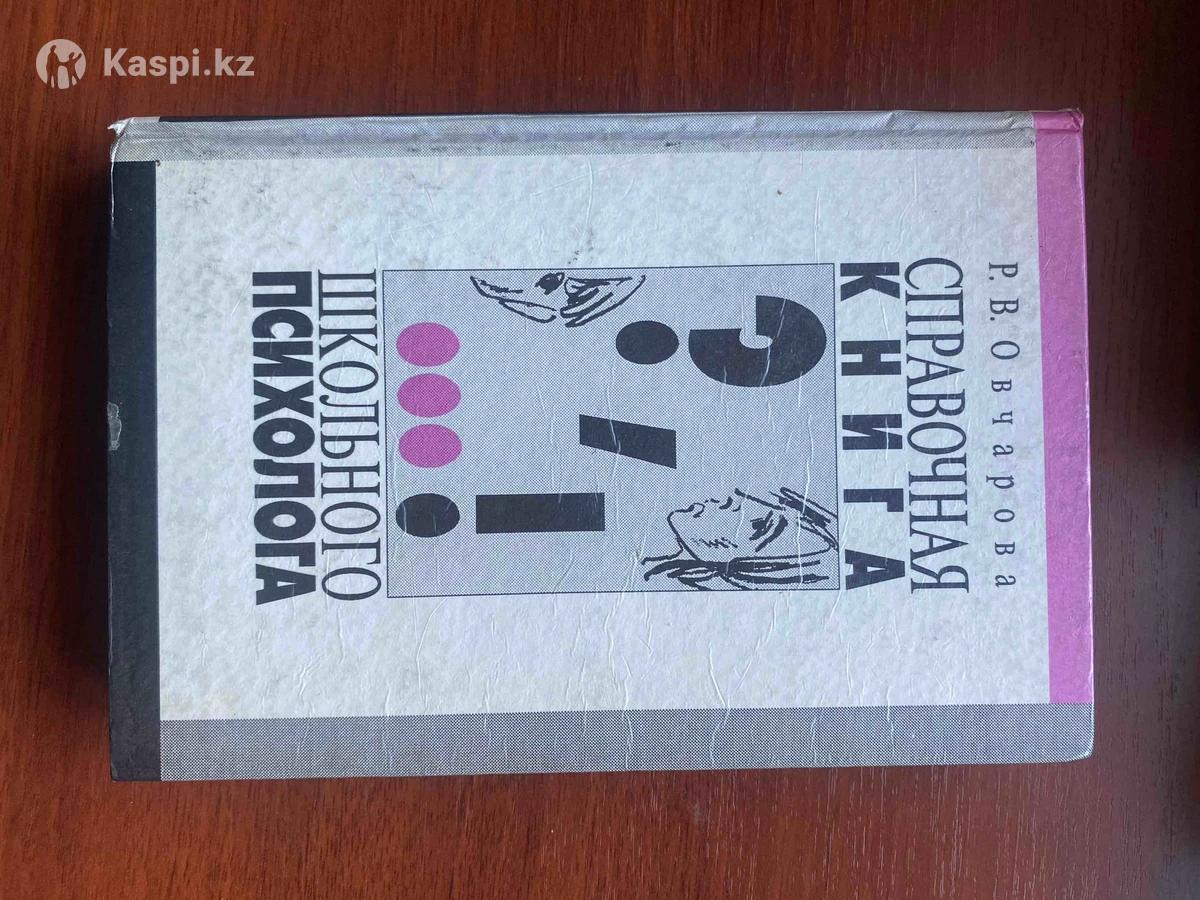 Kaspi.kz
Р. В. Овчарова
СПРАВОЧНАЯ
КНИГА
ШКОЛЬНОГО
ПСИХОЛОГА